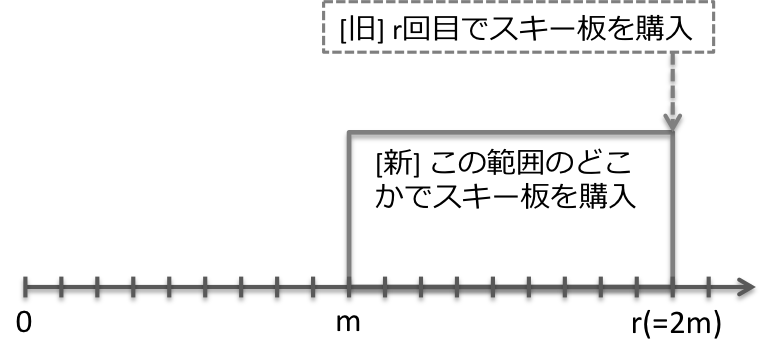 [旧] r回目でスキー板を購入
[新] この範囲のどこ
かでスキー板を購入
0
m
r(=2m)